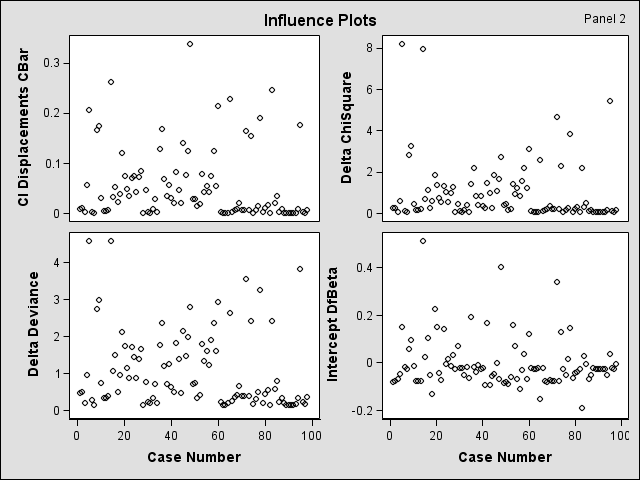 Influence Plots
Panel 2
CI Displacements CBar
0.3
0.2
0.1
0
Delta ChiSquare
8
6
4
2
0
Delta Deviance
4
3
2
1
0
0 20 40 60 80 100
Case Number
Intercept DfBeta
0.4
0.2
0
-0.2
0 20 40 60 80 100
Case Number